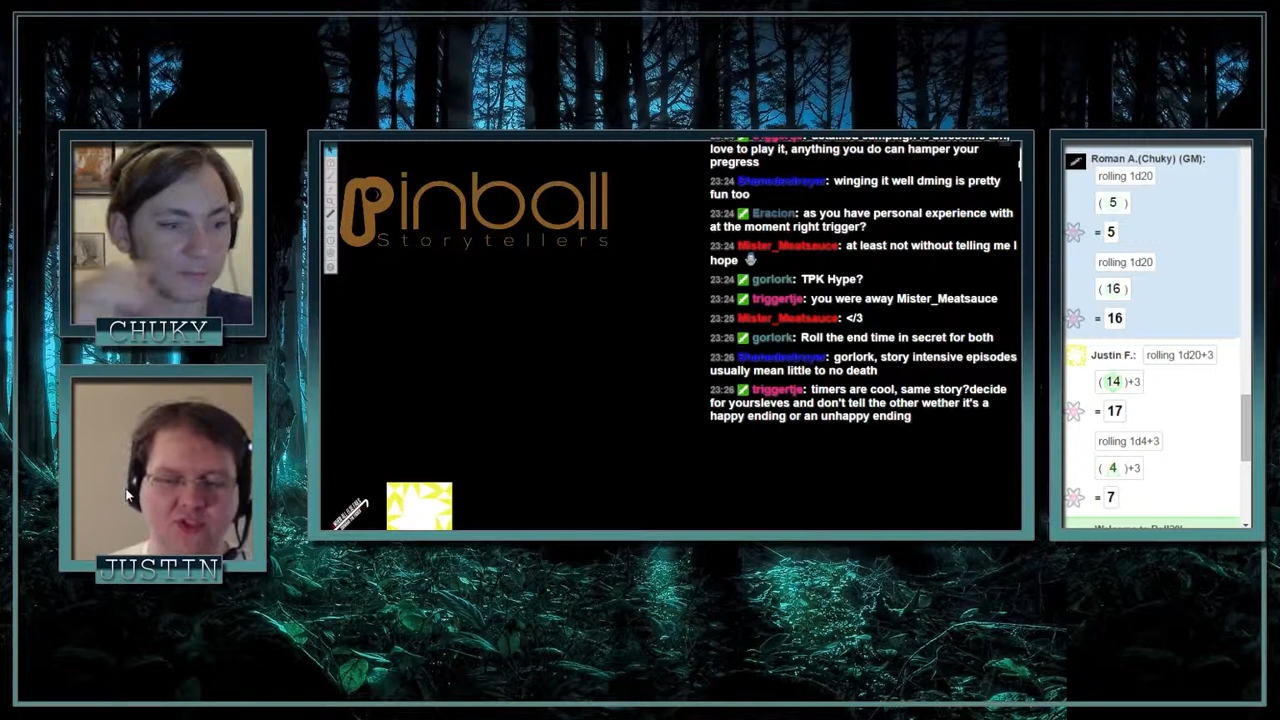 Pinball
Storytellers
CHUKY
JUSTIN
love to play it, anything you do can hamper your
pregress
23:24 Shanedestroyer: winging it well dming is pretty
fun too
23:24 Eracion: as you have personal experience with
at the moment right trigger?
23:24 Mister_Meatsauce: at least not without telling me I
hope
23:24 gorlork: TPK Hype?
23:24 triggertje: you were away Mister_Meatsauce
23:25 Mister_Meatsauce: </3
23:26 gorlork: Roll the end time in secret for both
23:26 Shanedestroyer: gorlork, story intensive episodes
usually mean little to no death
23:26 triggertje: timers are cool, same story?decide
for yoursleves and don't tell the other wether it's a
happy ending or an unhappy ending
Roman A.(Chuky) (GM):
rolling 1d20
( 5 )
= 5
rolling 1d20
( 16 )
= 16
Justin F.: rolling 1d20+3
( 14 )+3
= 17
rolling 1d4+3
( 4 )+3
= 7